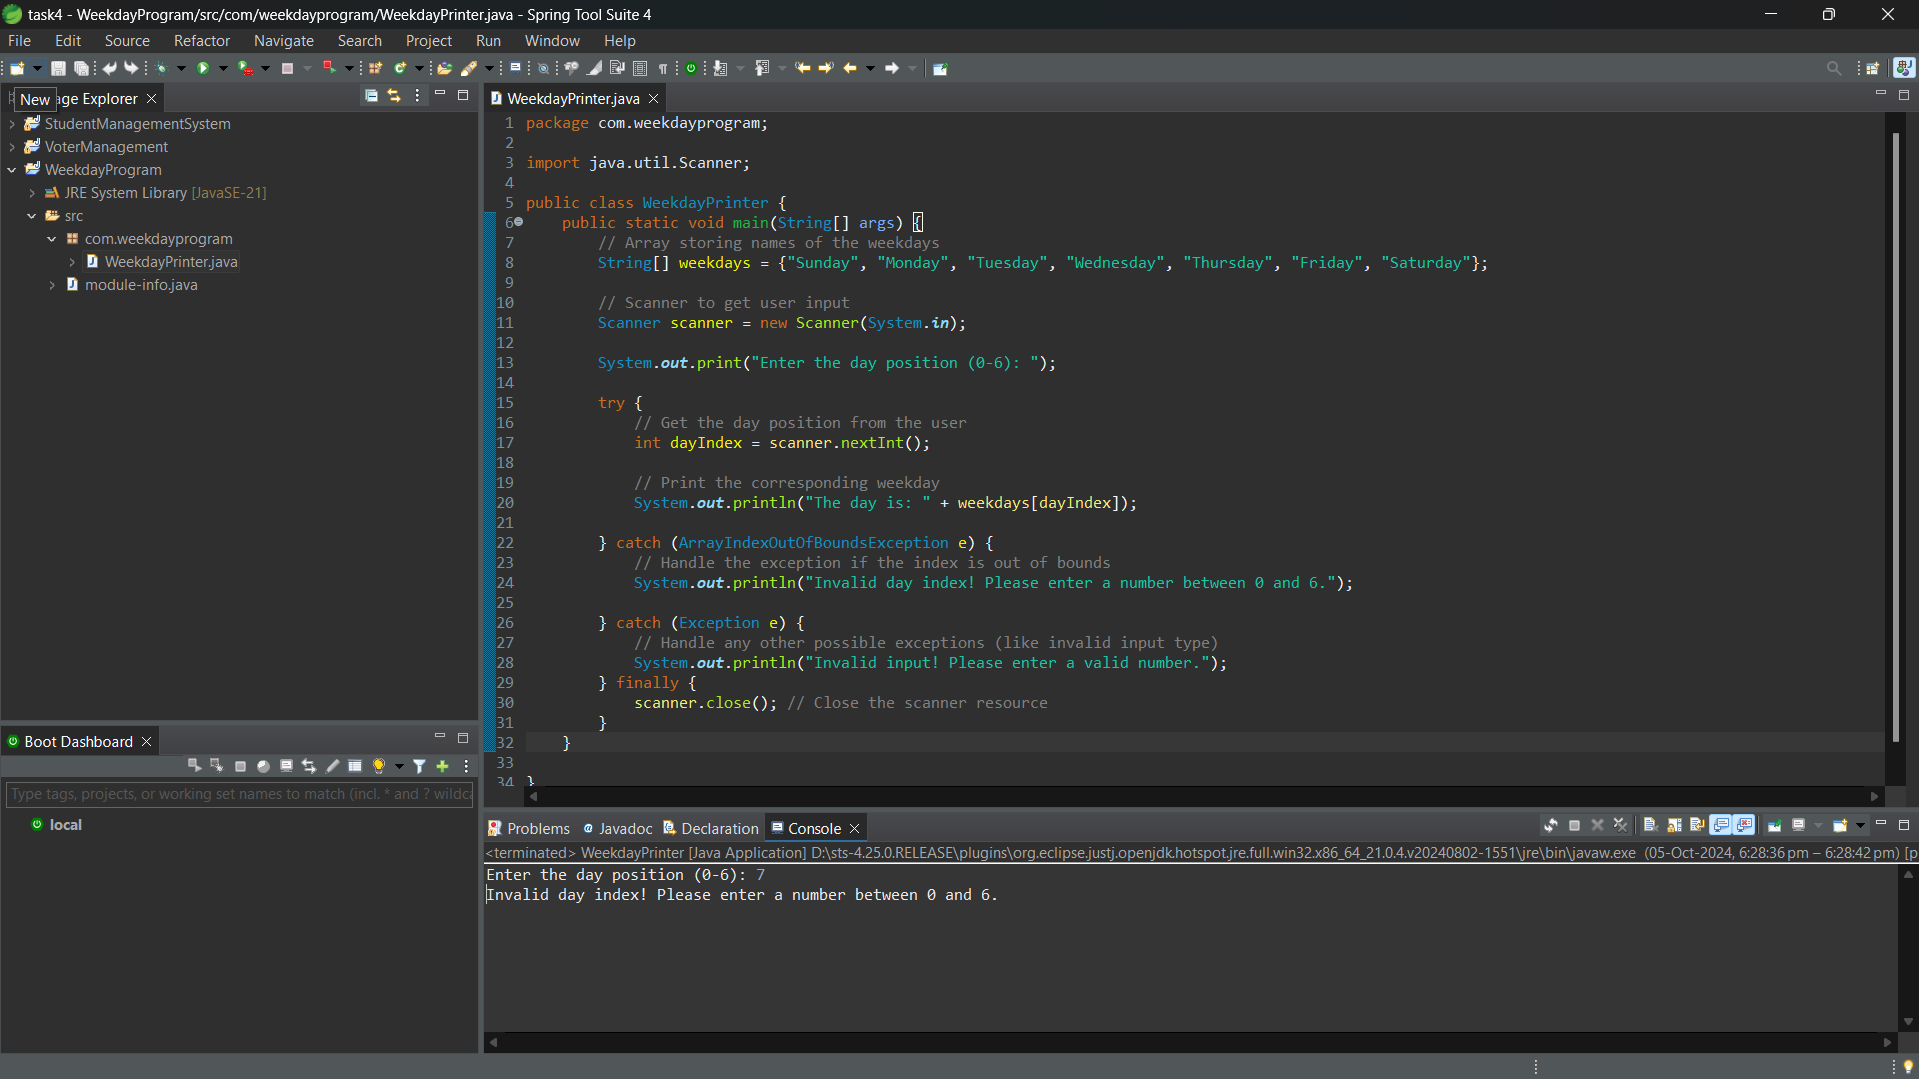 task4 - WeekdayProgram/src/com/weekdayprogram/WeekdayPrinter.java - Spring Tool Suite 4
File Edit Source Refactor Navigate Search Project Run Window Help
New age Explorer
StudentManagementSystem
VoterManagement
WeekdayProgram
JRE System Library [JavaSE-21]
src
com.weekdayprogram
WeekdayPrinter.java
module-info.java
WeekdayPrinter.java
1 package com.weekdayprogram;
2
3 import java.util.Scanner;
4
5 public class WeekdayPrinter {
6 public static void main(String[] args) {
7 // Array storing names of the weekdays
8 String[] weekdays = {"Sunday", "Monday", "Tuesday", "Wednesday", "Thursday", "Friday", "Saturday"};
9
10 // Scanner to get user input
11 Scanner scanner = new Scanner(System.in);
12
13 System.out.print("Enter the day position (0-6): ");
14
15 try {
16 // Get the day position from the user
17 int dayIndex = scanner.nextInt();
18
19 // Print the corresponding weekday
20 System.out.println("The day is: " + weekdays[dayIndex]);
21
22 } catch (ArrayIndexOutOfBoundsException e) {
23 // Handle the exception if the index is out of bounds
24 System.out.println("Invalid day index! Please enter a number between 0 and 6.");
25
26 } catch (Exception e) {
27 // Handle any other possible exceptions (like invalid input type)
28 System.out.println("Invalid input! Please enter a valid number.");
29 } finally {
30 scanner.close(); // Close the scanner resource
31 }
32 }
33
34 }
Boot Dashboard
Type tags, projects, or working set names to match (incl. * and ? wildca
local
Problems Javadoc Declaration Console
<terminated> WeekdayPrinter [Java Application] D:\sts-4.25.0.RELEASE\plugins\org.eclipse.justj.openjdk.hotspot.jre.full.win32.x86_64_21.0.4.v20240802-1551\jre\bin\javaw.exe (05-Oct-2024, 6:28:36 pm – 6:28:42 pm) [p
Enter the day position (0-6): 7
Invalid day index! Please enter a number between 0 and 6.